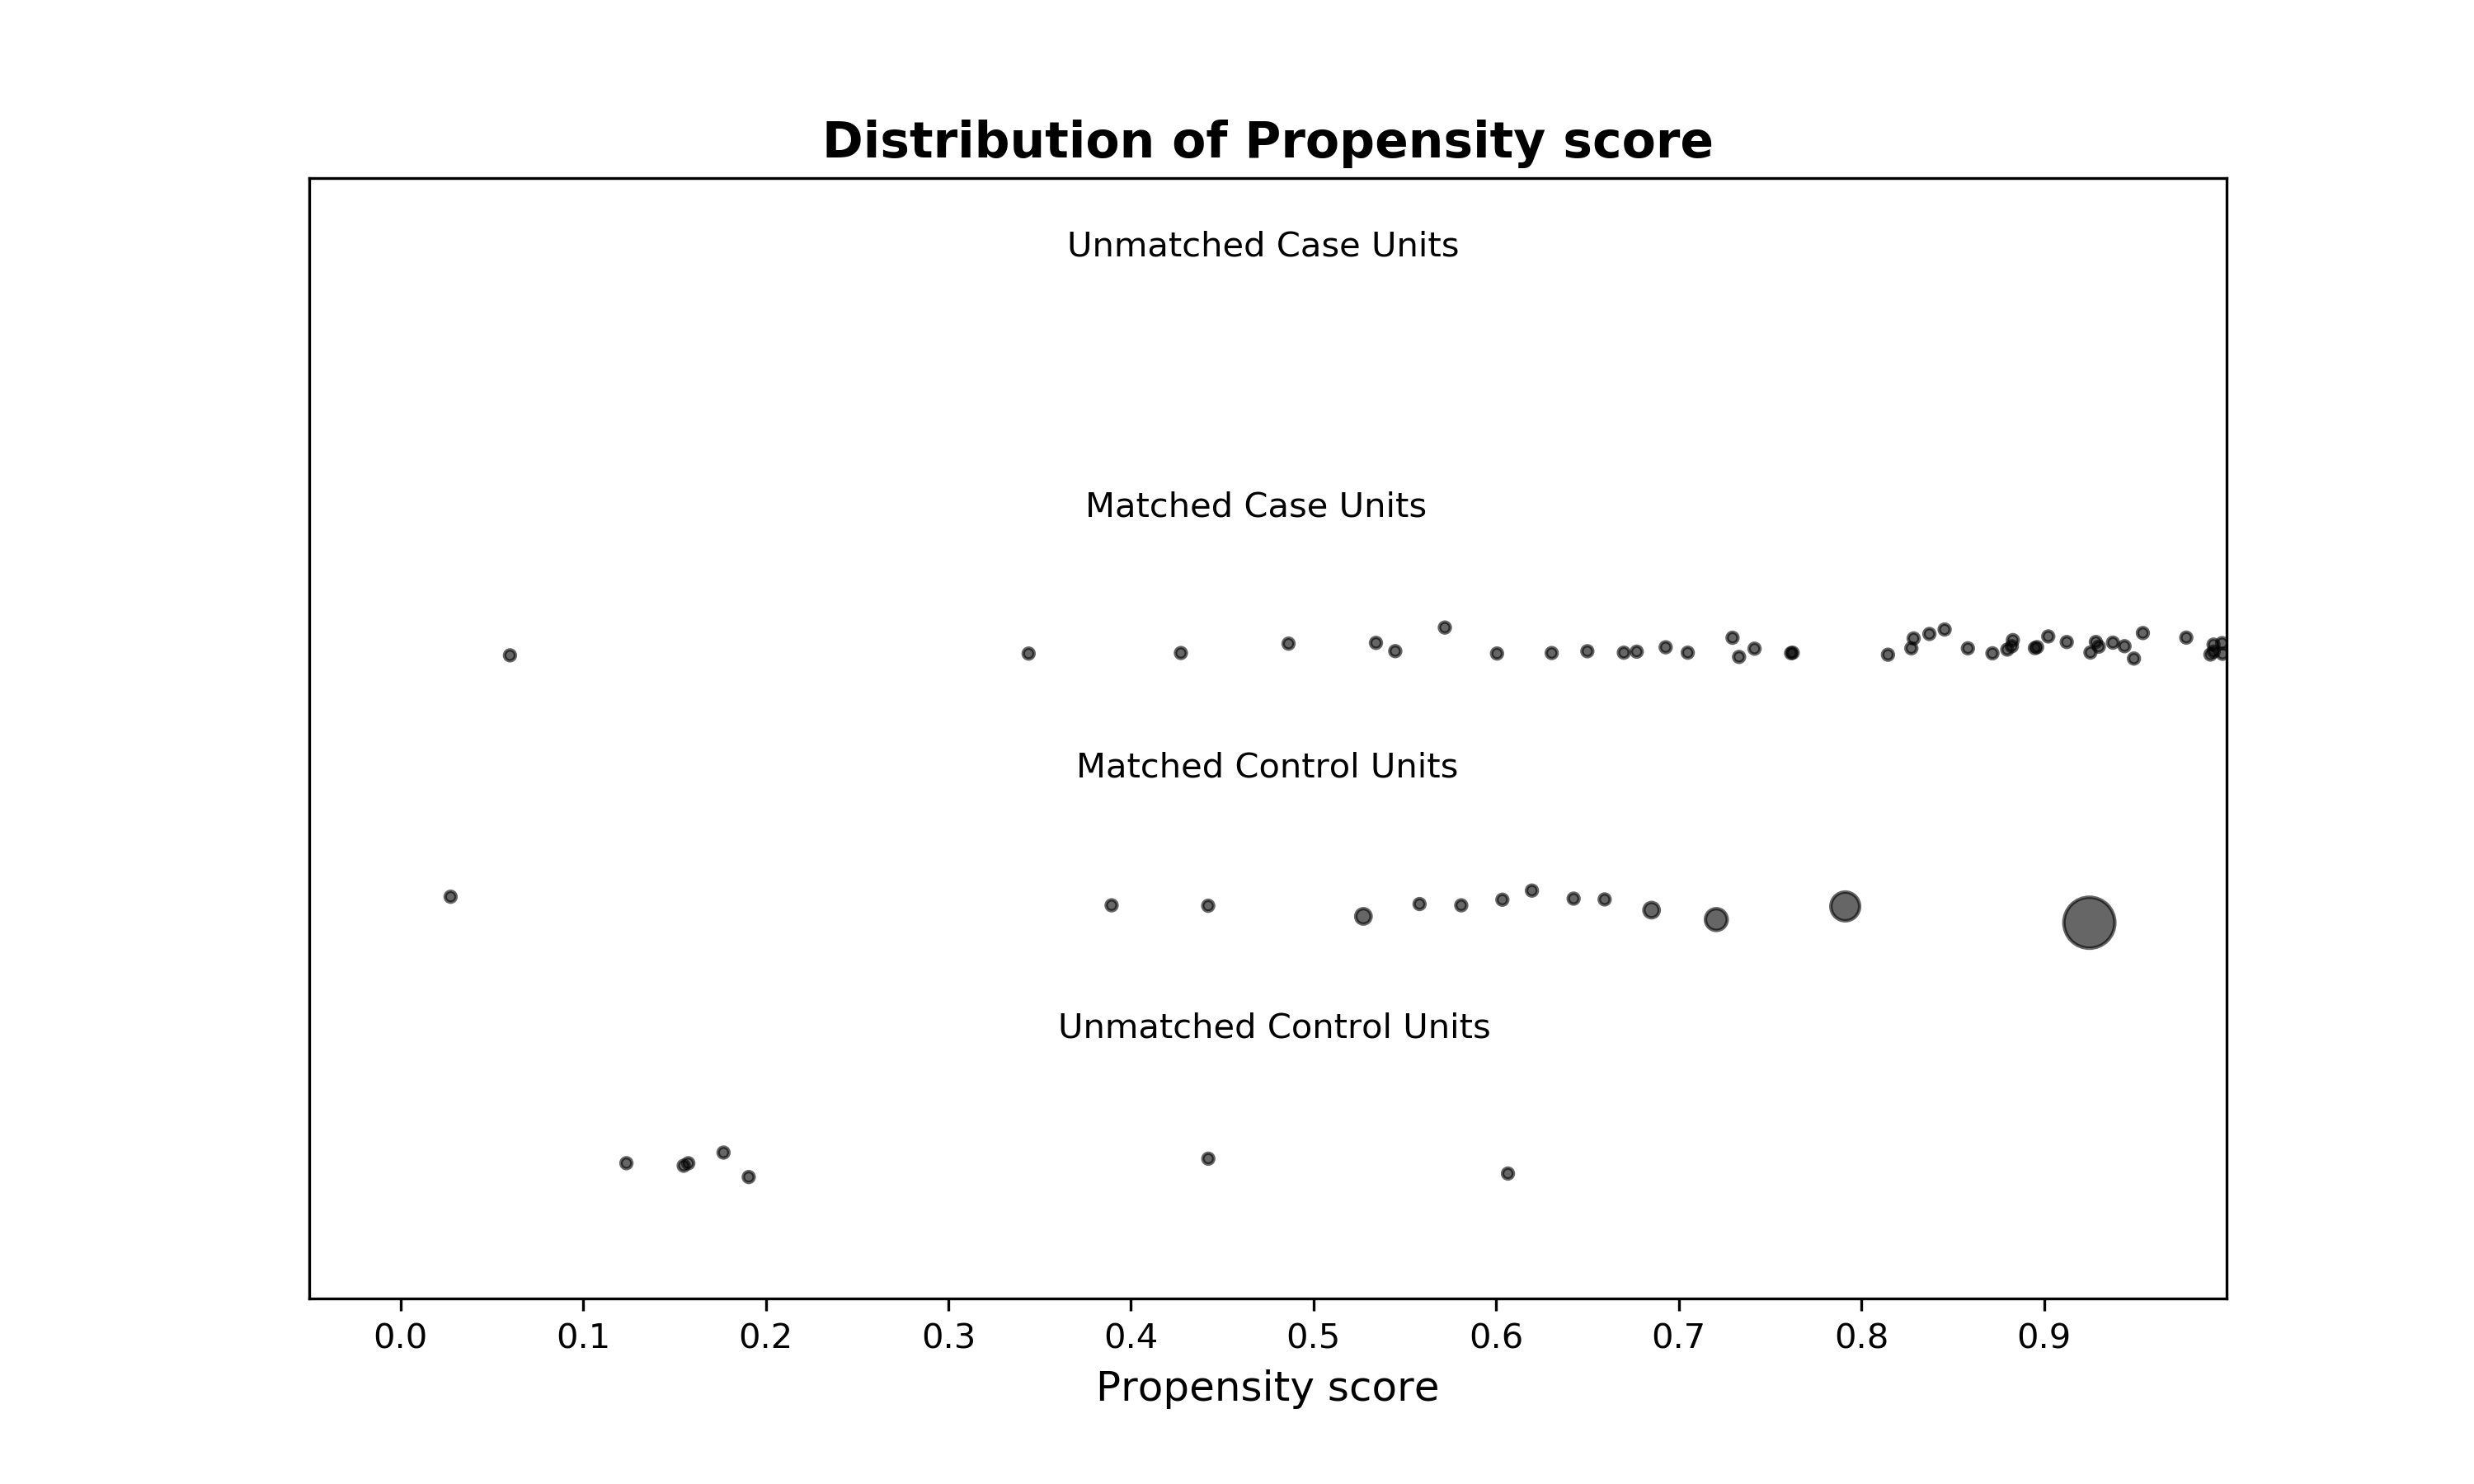 Distribution of Propensity score
Unmatched Case Units
Matched Case Units
Matched Control Units
Unmatched Control Units
0.0 0.1 0.2 0.3 0.4 0.5 0.6 0.7 0.8 0.9
Propensity score